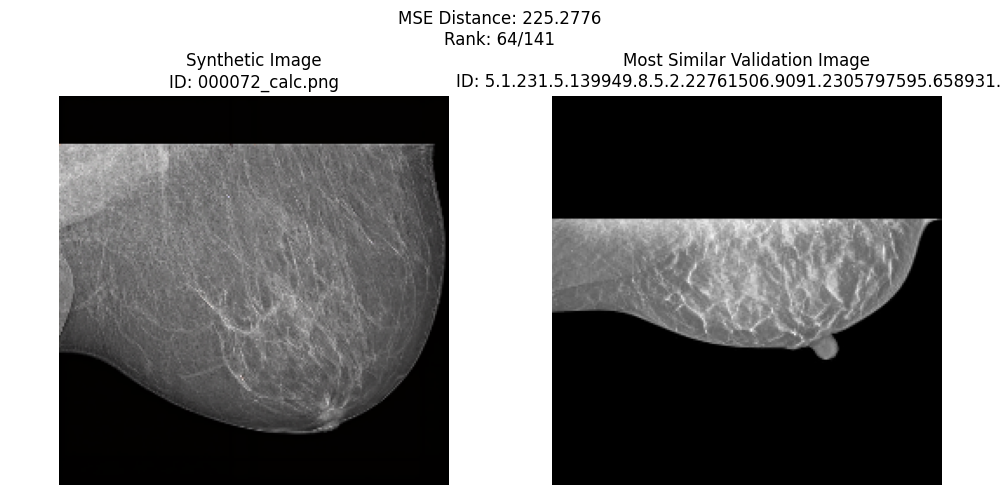 MSE Distance: 225.2776
Rank: 64/141
Synthetic Image
ID: 000072_calc.png
Most Similar Validation Image
ID: 5.1.231.5.139949.8.5.2.22761506.9091.2305797595.658931.